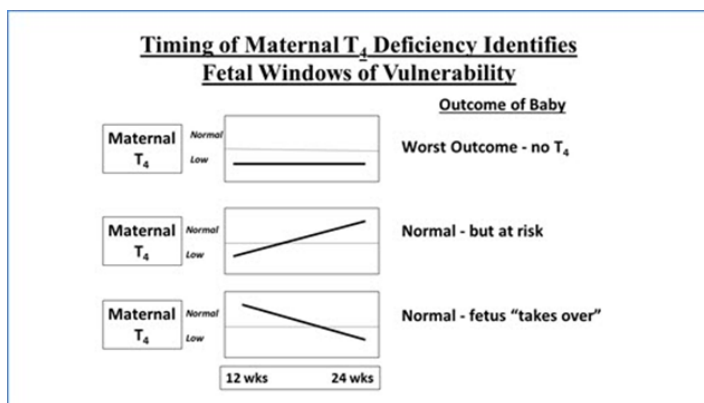 Timing of Maternal T4 Deficiency Identifies
Fetal Windows of Vulnerability
Outcome of Baby
Maternal
T4
Normal
Low
Worst Outcome - no T4
Maternal
T4
Normal
Low
Normal - but at risk
Maternal
T4
Normal
Low
Normal - fetus “takes over”
12 wks 24 wks